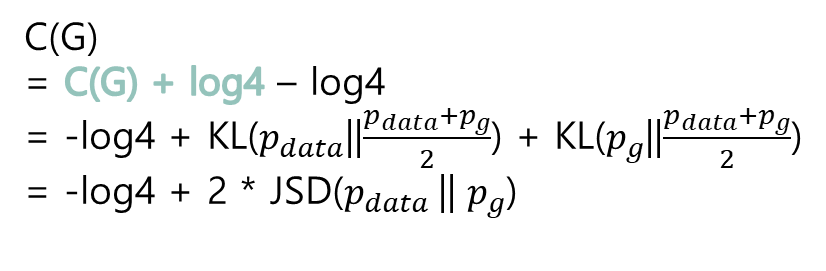 C(G)
= C(G) + log4 – log4
= -log4 + KL(p_data||(p_data+p_g)/2) + KL(p_g||(p_data+p_g)/2)
= -log4 + 2 * JSD(p_data || p_g)